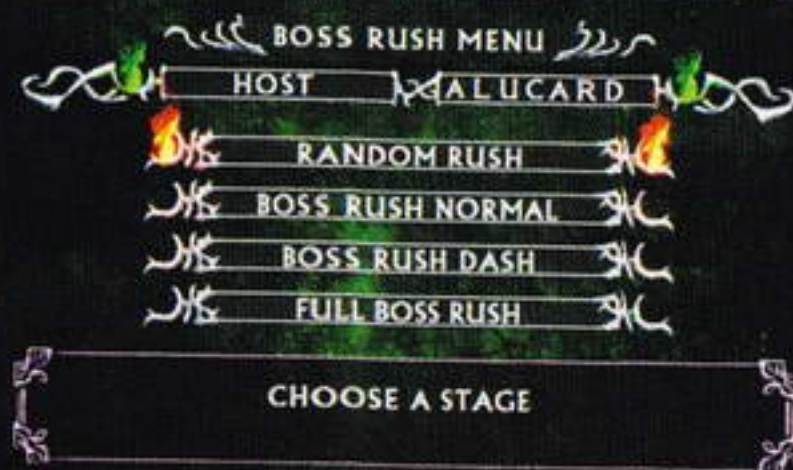 BOSS RUSH MENU
HOST ALUCARD
RANDOM RUSH
BOSS RUSH NORMAL
BOSS RUSH DASH
FULL BOSS RUSH
CHOOSE A STAGE